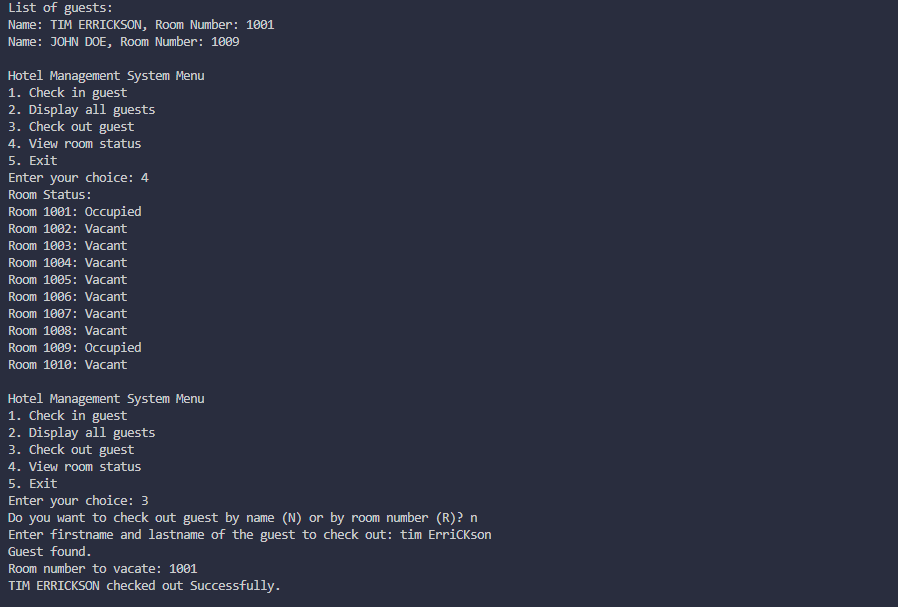 List of guests:
Name: TIM ERRICKSON, Room Number: 1001
Name: JOHN DOE, Room Number: 1009
Hotel Management System Menu
1. Check in guest
2. Display all guests
3. Check out guest
4. View room status
5. Exit
Enter your choice: 4
Room Status:
Room 1001: Occupied
Room 1002: Vacant
Room 1003: Vacant
Room 1004: Vacant
Room 1005: Vacant
Room 1006: Vacant
Room 1007: Vacant
Room 1008: Vacant
Room 1009: Occupied
Room 1010: Vacant
Hotel Management System Menu
1. Check in guest
2. Display all guests
3. Check out guest
4. View room status
5. Exit
Enter your choice: 3
Do you want to check out guest by name (N) or by room number (R)? n
Enter firstname and lastname of the guest to check out: tim ErriCKson
Guest found.
Room number to vacate: 1001
TIM ERRICKSON checked out Successfully.